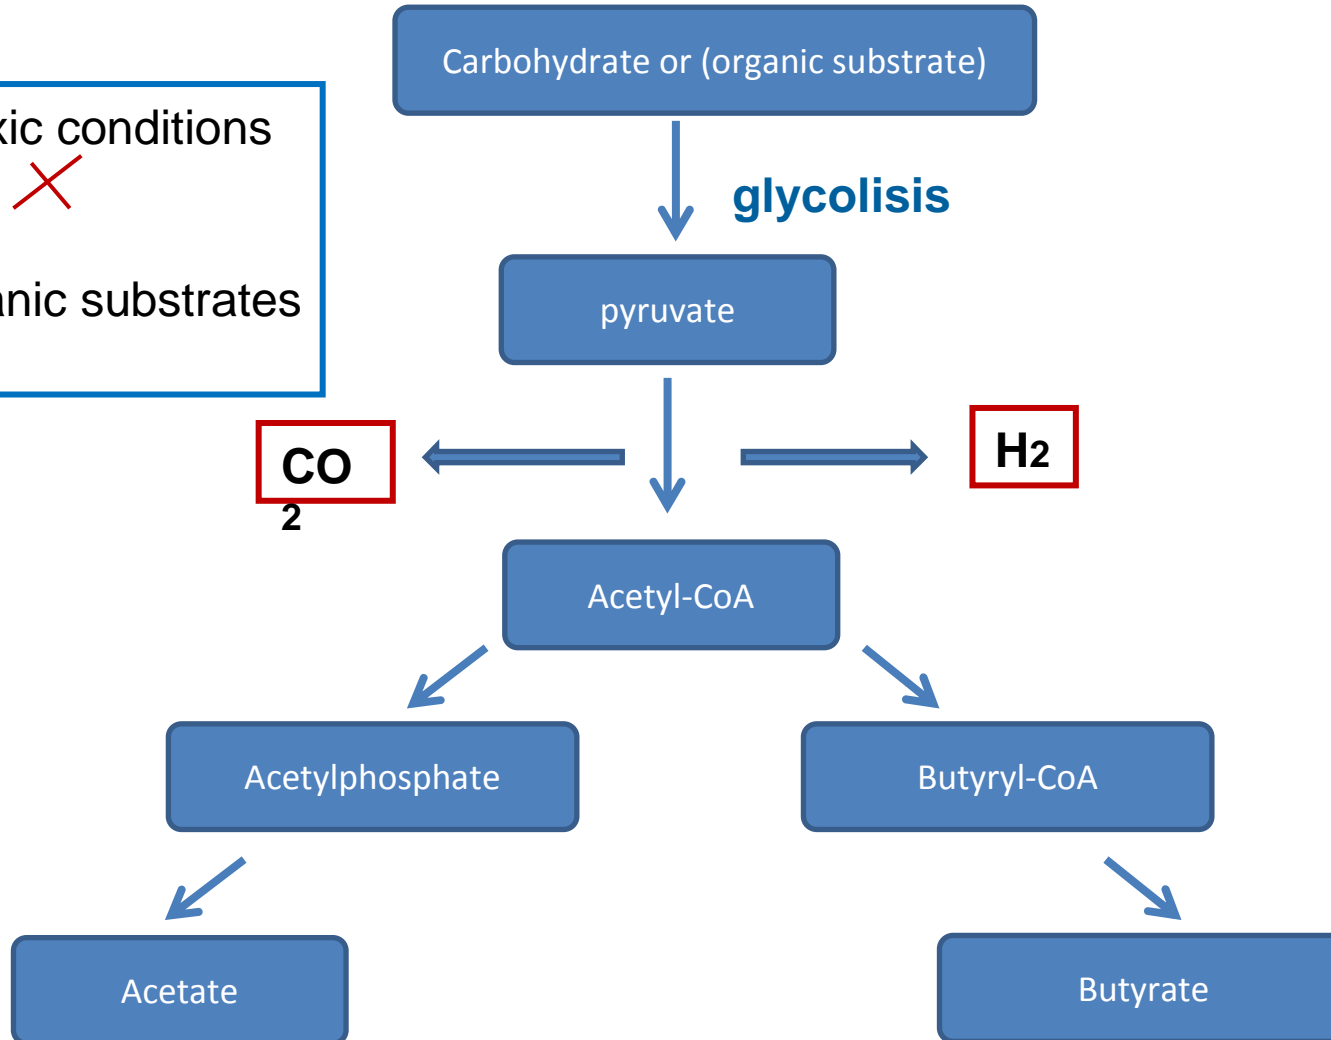 Carbohydrate or (organic substrate)
xic conditions
glycolisis
anic substrates
pyruvate
CO
2
H2
Acetyl-CoA
Acetylphosphate
Butyryl-CoA
Acetate
Butyrate